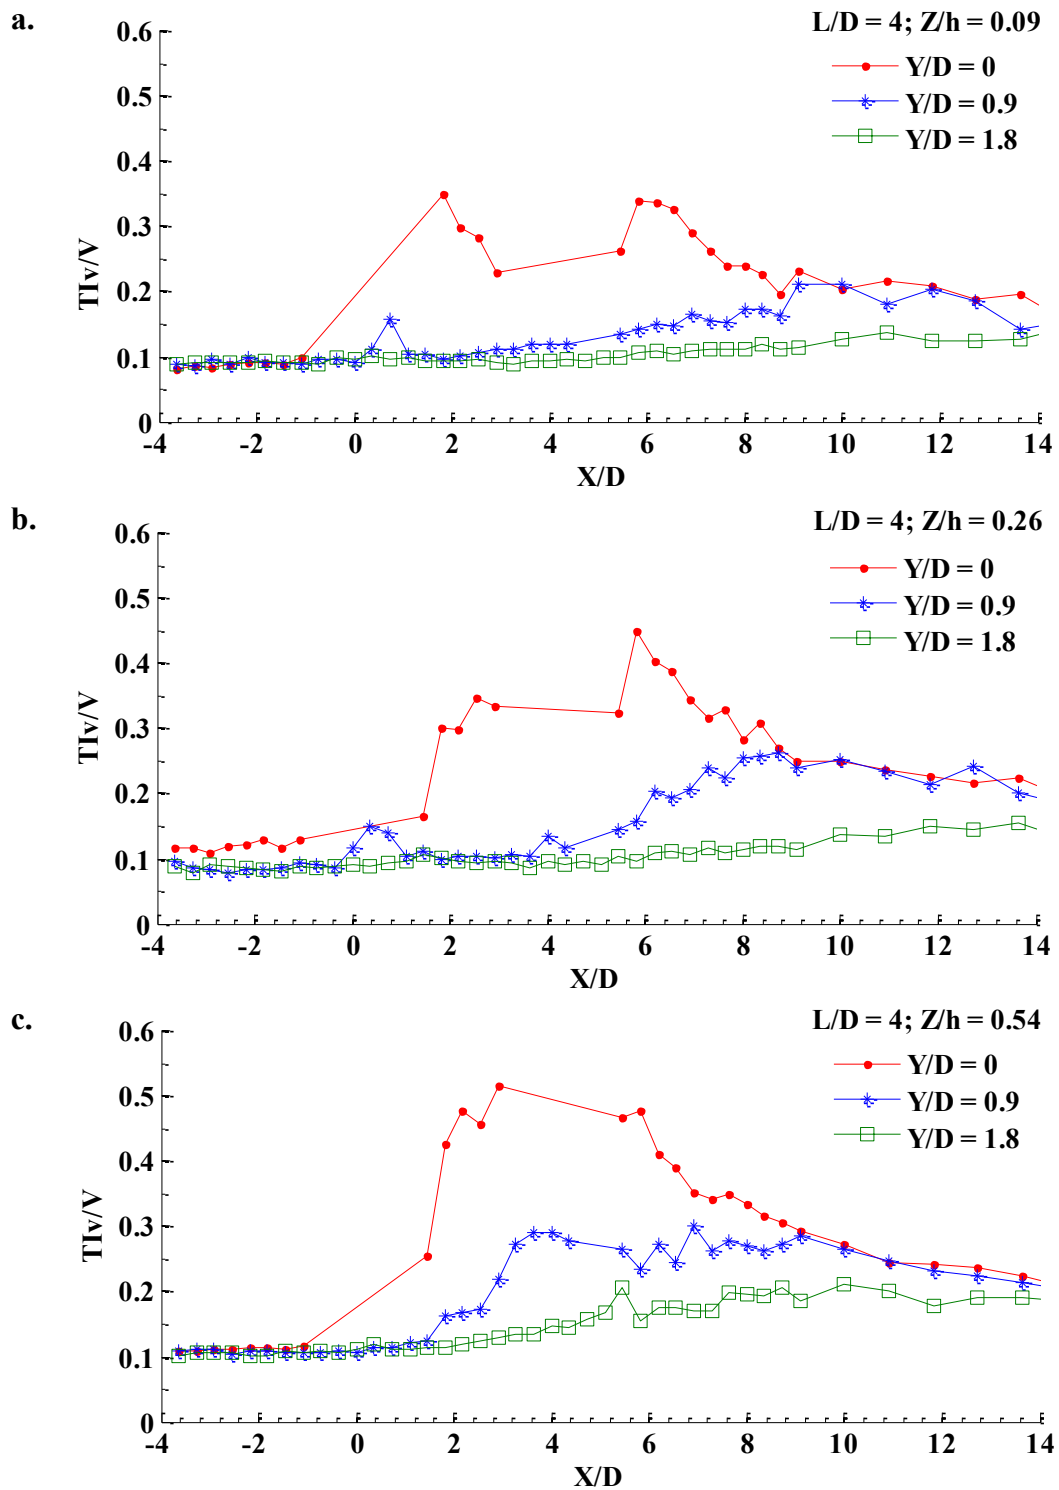 a.
L/D = 4; Z/h = 0.09
Y/D = 0
Y/D = 0.9
Y/D = 1.8
0.6
0.5
0.4
0.3
0.2
0.1
0
TIv/V
-4 -2 0 2 4 6 8 10 12 14
X/D
b.
L/D = 4; Z/h = 0.26
Y/D = 0
Y/D = 0.9
Y/D = 1.8
0.6
0.5
0.4
0.3
0.2
0.1
0
TIv/V
-4 -2 0 2 4 6 8 10 12 14
X/D
c.
L/D = 4; Z/h = 0.54
Y/D = 0
Y/D = 0.9
Y/D = 1.8
0.6
0.5
0.4
0.3
0.2
0.1
0
TIv/V
-4 -2 0 2 4 6 8 10 12 14
X/D